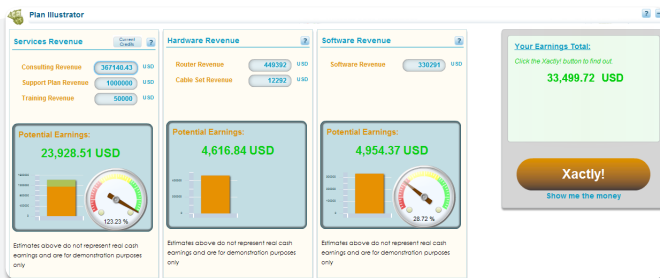 Plan Illustrator
Services Revenue
Current Credits
Consulting Revenue 367140.43 USD
Support Plan Revenue 1000000 USD
Training Revenue 50000 USD
Potential Earnings:
23,928.51 USD
123.23 %
Estimates above do not represent real cash
earnings and are for demonstration purposes
only
Hardware Revenue
Router Revenue 449392 USD
Cable Set Revenue 12292 USD
Potential Earnings:
4,616.84 USD
Estimates above do not represent real cash
earnings and are for demonstration purposes
only
Software Revenue
Software Revenue 330291 USD
Potential Earnings:
4,954.37 USD
28.72 %
Estimates above do not represent real cash
earnings and are for demonstration purposes
only
Your Earnings Total:
Click the Xactly! button to find out.
33,499.72 USD
Xactly!
Show me the money